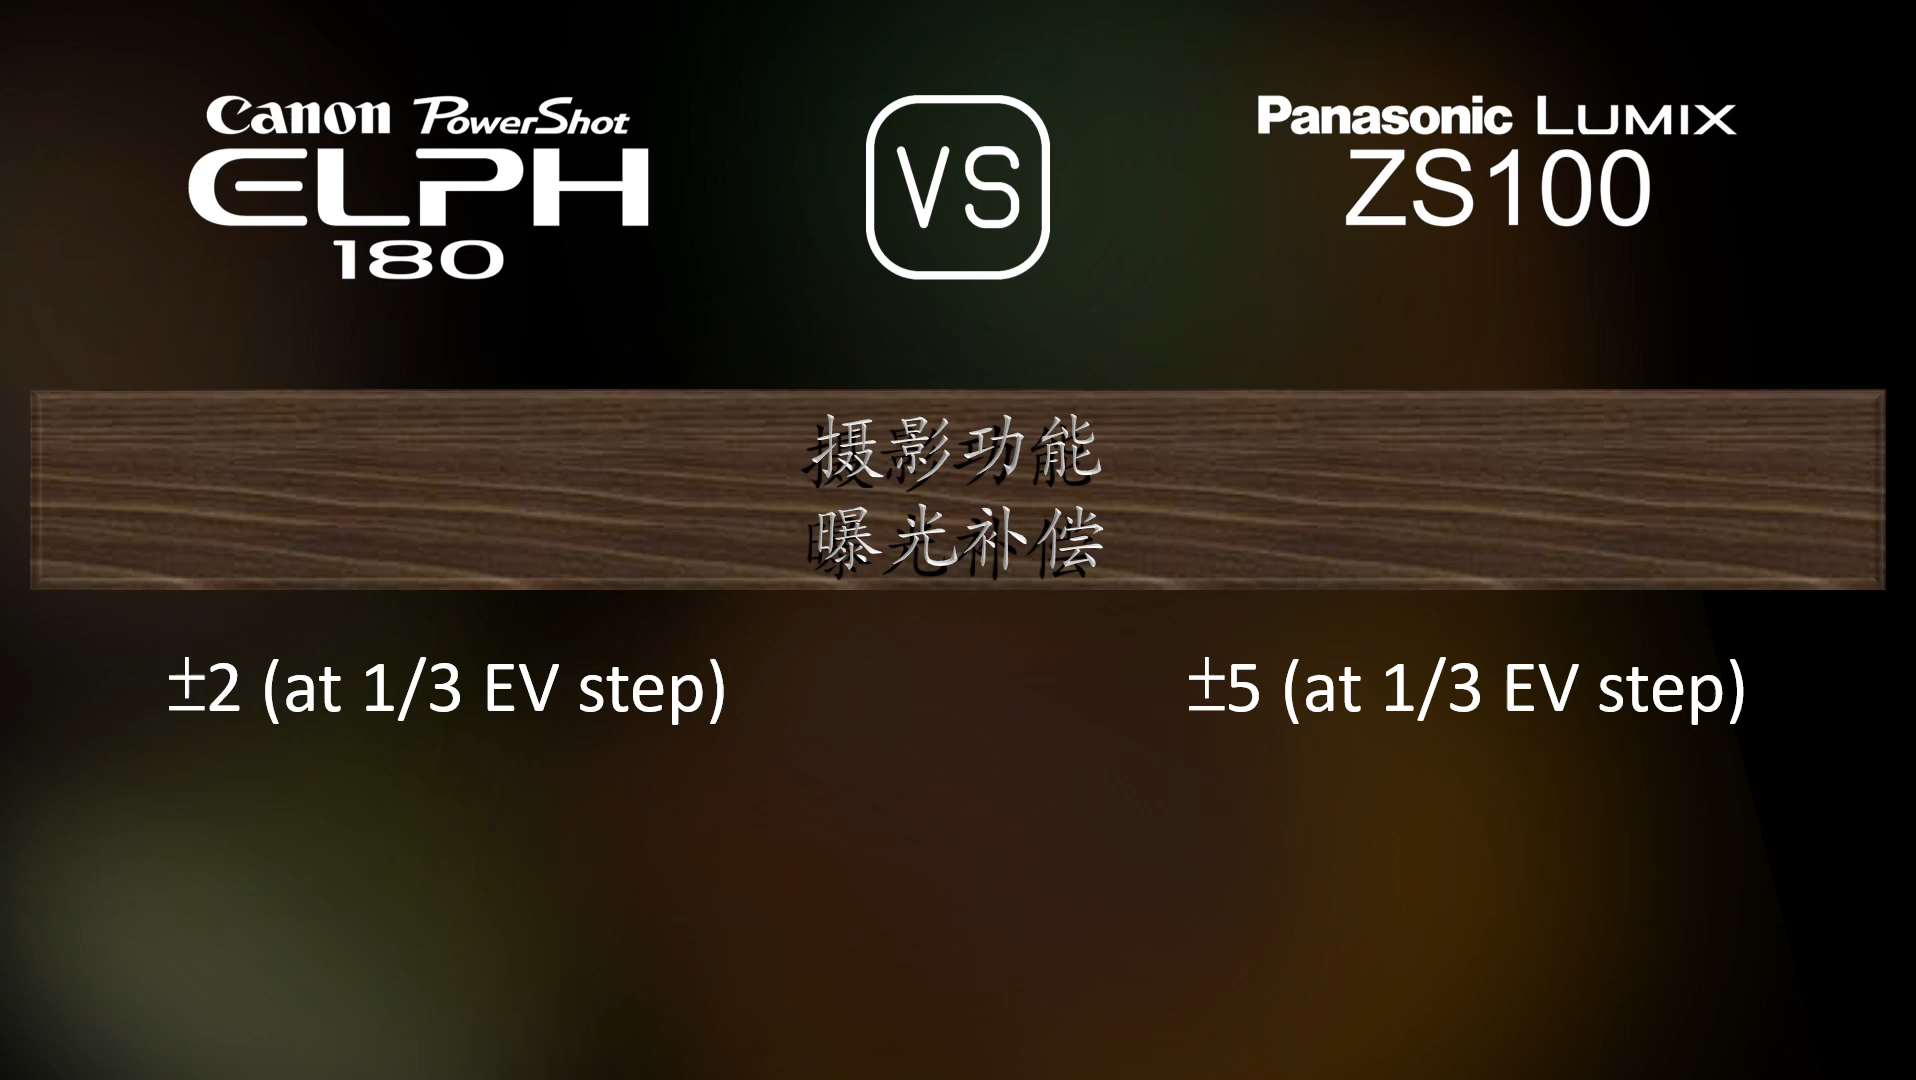 Canon PowerShot
ELPH
180
VS
Panasonic LUMIX
ZS100
摄影功能
曝光补偿
±2 (at 1/3 EV step)
±5 (at 1/3 EV step)